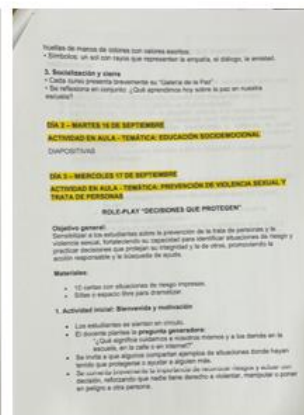 huellas de manos de colores con valores escritos.
• Símbolos: un sol con rayos que representen la empatía, el diálogo, la amistad.
3. Socialización y cierre
• Cada curso presenta brevemente su "Galería de la Paz".
• Se reflexiona en conjunto: ¿Qué aprendimos hoy sobre la paz en nuestra
escuela?
DÍA 2 – MARTES 16 DE SEPTIEMBRE
ACTIVIDAD EN AULA - TEMÁTICA: EDUCACIÓN SOCIOEMOCIONAL
DIAPOSITIVAS
DÍA 3 – MIERCOLES 17 DE SEPTIEMBRE
ACTIVIDAD EN AULA - TEMÁTICA: PREVENCIÓN DE VIOLENCIA SEXUAL Y
TRATA DE PERSONAS
ROLE-PLAY "DECISIONES QUE PROTEGEN"
Objetivo general:
Sensibilizar a los estudiantes sobre la prevención de la trata de personas y la
violencia sexual, fortaleciendo su capacidad para identificar situaciones de riesgo y
practicar decisiones que protejan su integridad y la de otros, promoviendo la
acción responsable y la búsqueda de ayuda.
Materiales:
• 10 cartas con situaciones de riesgo impresas.
• Sillas o espacio libre para dramatizar.
1. Actividad inicial: Bienvenida y motivación
• Los estudiantes se sientan en círculo.
• El docente plantea la pregunta generadora:
"¿Qué significa cuidarnos a nosotros mismos y a los demás en la
escuela, en la calle o en internet?"
• Se invita a que algunos compartan ejemplos de situaciones donde hayan
tenido que protegerse o ayudar a alguien más.
• Se comenta brevemente la importancia de reconocer riesgos y actuar con
decisión, reforzando que nadie tiene derecho a violentar, manipular o poner
en peligro a otra persona.